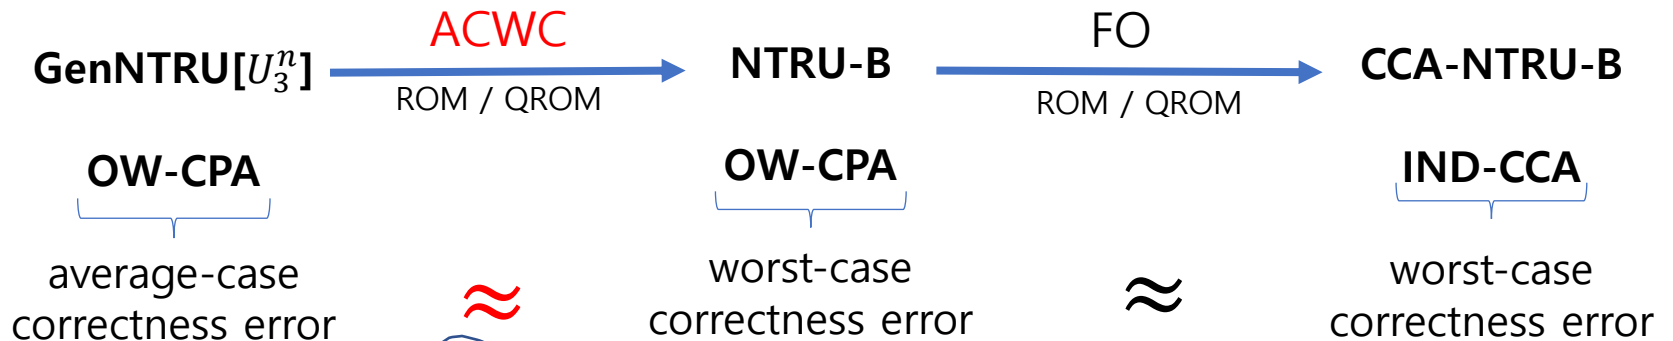 ACWC
FO
GenNTRU[𝑈₃ⁿ]
NTRU-B
CCA-NTRU-B
ROM / QROM
ROM / QROM
OW-CPA
OW-CPA
IND-CCA
average-case
correctness error
≈
worst-case
correctness error
≈
worst-case
correctness error